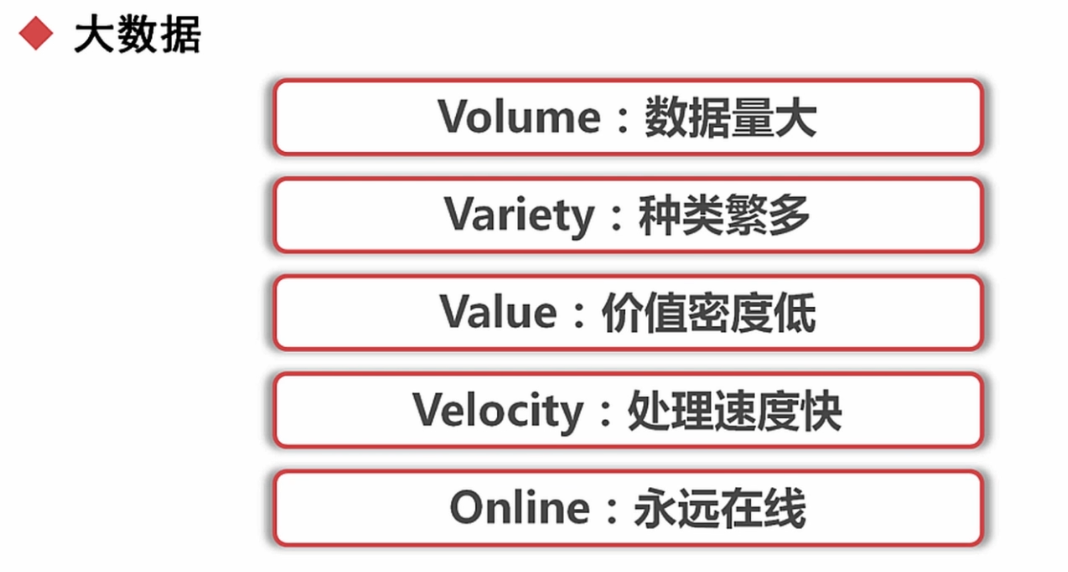 大数据
Volume：数据量大
Variety：种类繁多
Value：价值密度低
Velocity：处理速度快
Online：永远在线